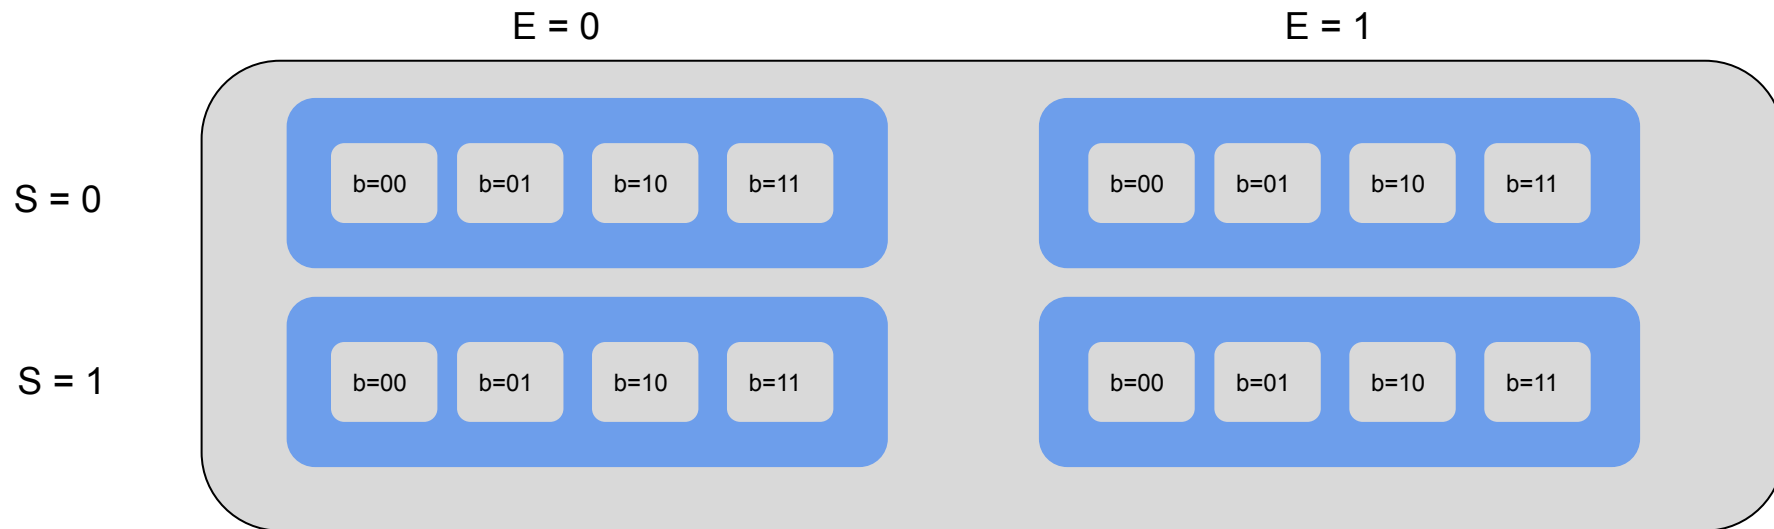 E = 0 E = 1
S = 0 b=00 b=01 b=10 b=11 b=00 b=01 b=10 b=11
S = 1 b=00 b=01 b=10 b=11 b=00 b=01 b=10 b=11